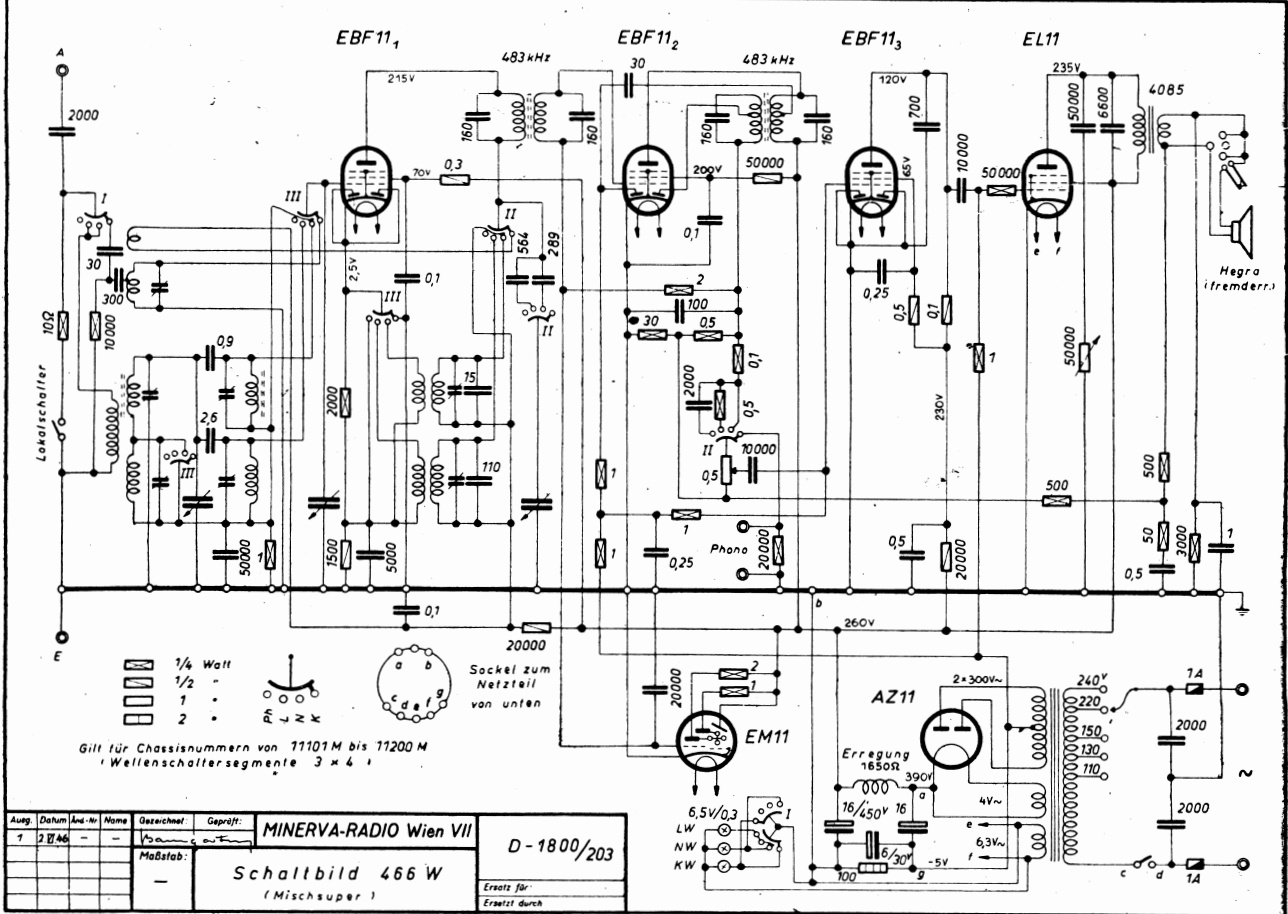 EBF11₁
EBF11₂
EBF11₃
EL11
A
483 kHz
30
483 kHz
215V
120V
235V
4085
2000
160
160
160
160
700
50000
6600
10000
I
III
70V
0,3
II
200V
50000
65V
50000
30
300
10Ω
10000
2,5V
0,1
564
289
0,1
2
100
0,25
e f
Hegra
(fremderr.)
III
II
30
0,5
0,5
0,1
0,9
0,1
1
50000
Lokalschalter
2000
15
2000
0,5
230V
2,6
II
10000
III
110
1
0,5
500
500
50000
1
1500
5000
1
1
0,25
Phono
20000
0,5
20000
50
0,5
3000
1
b
0,1
260V
E
20000
1/4 Watt
1/2 "
1 "
2 "
Ph L N K
a b
c d e f g
Sockel zum
Netzteil
von unten
20000
2
1
EM11
AZ11
2×300V~
240V
220
150
130
110
1A
2000
~
2000
1A
Gilt für Chassisnummern von 11101 M bis 11200 M
(Wellenschaltersegmente 3 × 4)
Erregung
1650Ω
390V
a
4V~
e
6,3V~
f
16/450V
16
6/30V
100
-5V
g
c d
6,5V/0,3
I
LW
NW
KW
Ausg. Datum Änd.-Nr Name Gezeichnet: Geprüft:
1 2.VI.46 – –
MINERVA-RADIO Wien VII
D-1800/203
Maßstab:
–
Schaltbild 466 W
(Mischsuper)
Ersatz für:
Ersetzt durch